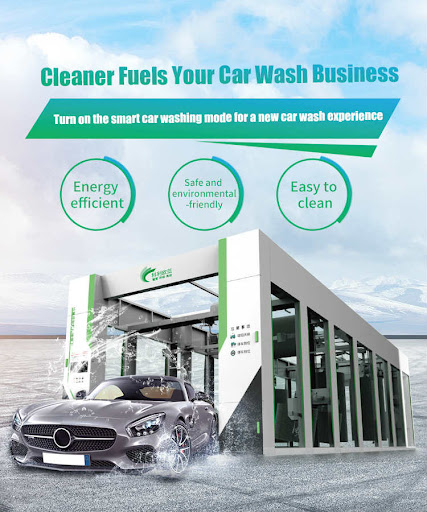 Cleaner Fuels Your Car Wash Business
Turn on the smart car washing mode for a new car wash experience
Energy
efficient
Safe and
environmental
-friendly
Easy to
clean